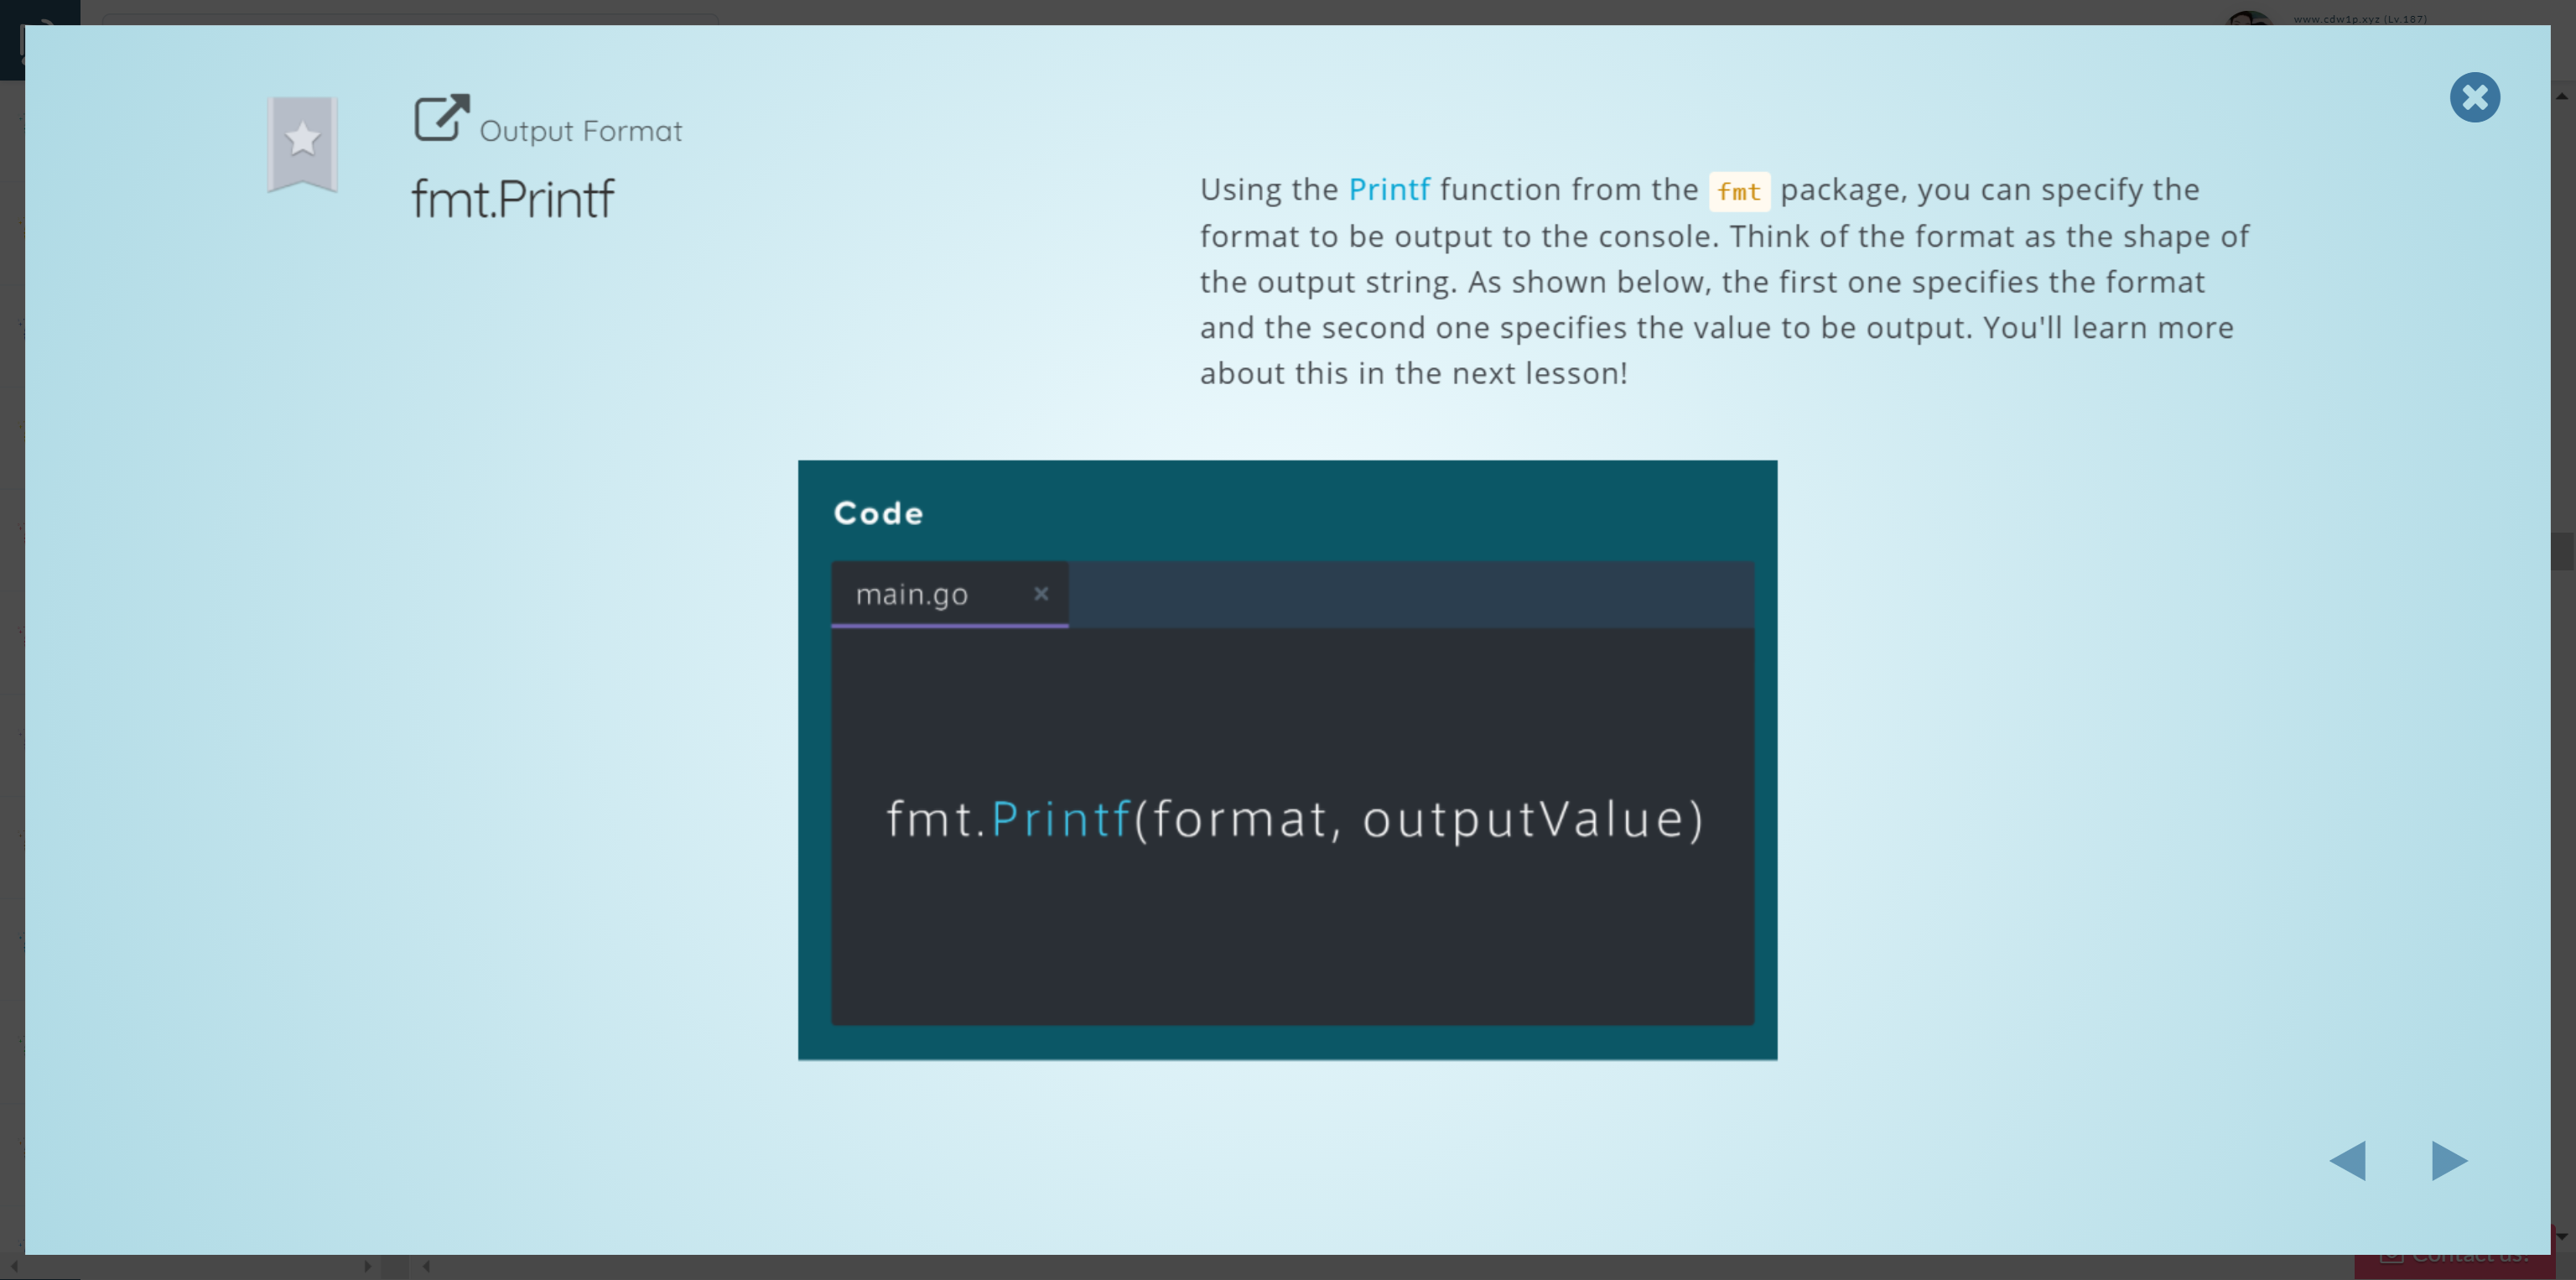 www.cdw1p.xyz (Lv.187)
Output Format
fmt.Printf
Using the Printf function from the fmt package, you can specify the
format to be output to the console. Think of the format as the shape of
the output string. As shown below, the first one specifies the format
and the second one specifies the value to be output. You'll learn more
about this in the next lesson!
Code
main.go
fmt.Printf(format, outputValue)
Contact us!